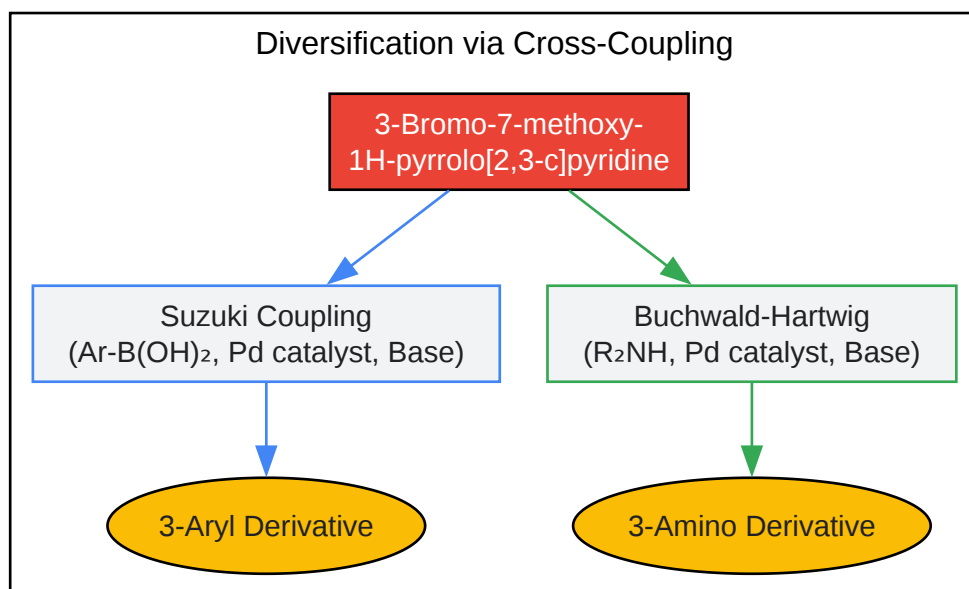 Diversification via Cross-Coupling
3-Bromo-7-methoxy-
1H-pyrrolo[2,3-c]pyridine
Suzuki Coupling
(Ar-B(OH)₂, Pd catalyst, Base)
Buchwald-Hartwig
(R₂NH, Pd catalyst, Base)
3-Aryl Derivative
3-Amino Derivative